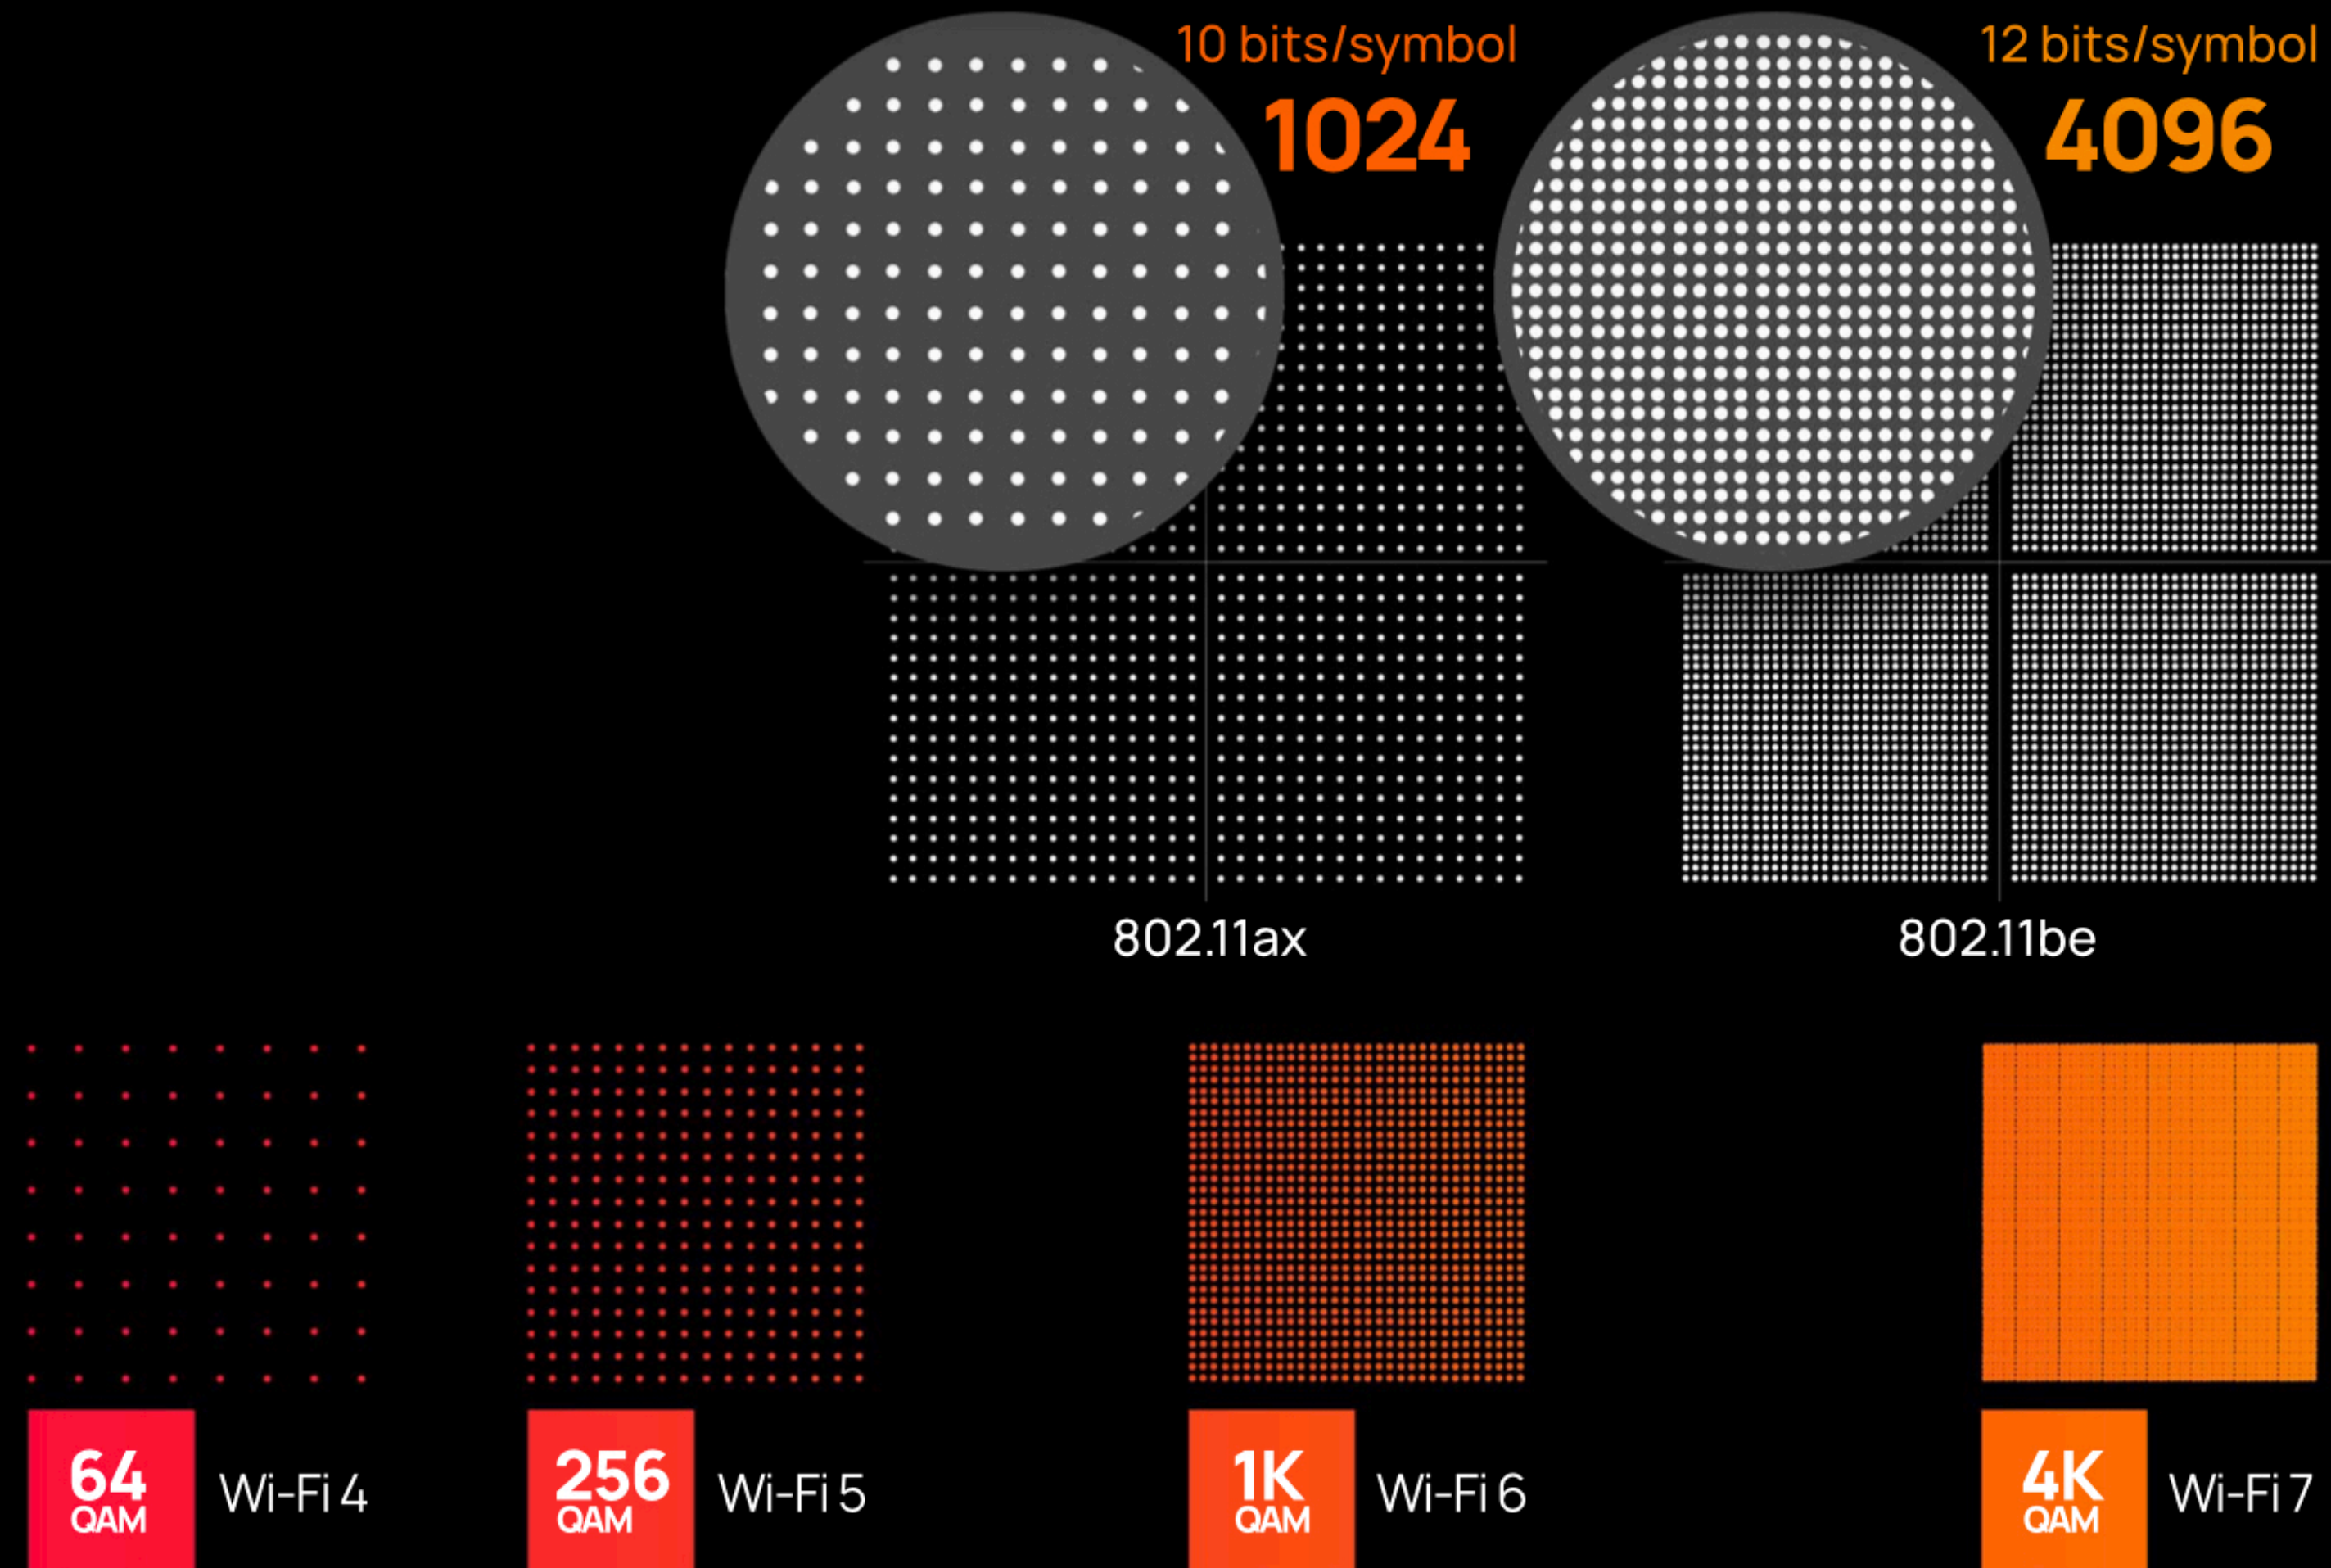 10 bits/symbol
1024
12 bits/symbol
4096
802.11ax
802.11be
64
QAM
Wi-Fi 4
256
QAM
Wi-Fi 5
1K
QAM
Wi-Fi 6
4K
QAM
Wi-Fi 7